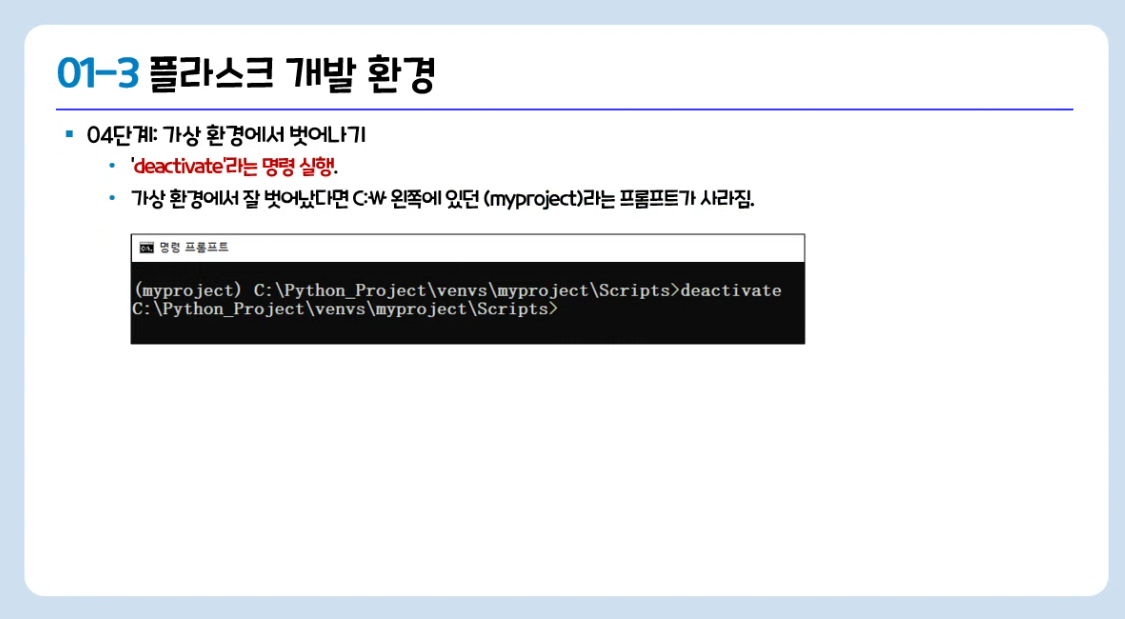 01-3 플라스크 개발 환경
04단계: 가상 환경에서 벗어나기
'deactivate'라는 명령 실행.
가상 환경에서 잘 벗어났다면 C:₩ 왼쪽에 있던 (myproject)라는 프롬프트가 사라짐.
명령 프롬프트
(myproject) C:\Python_Project\venvs\myproject\Scripts>deactivate
C:\Python_Project\venvs\myproject\Scripts>